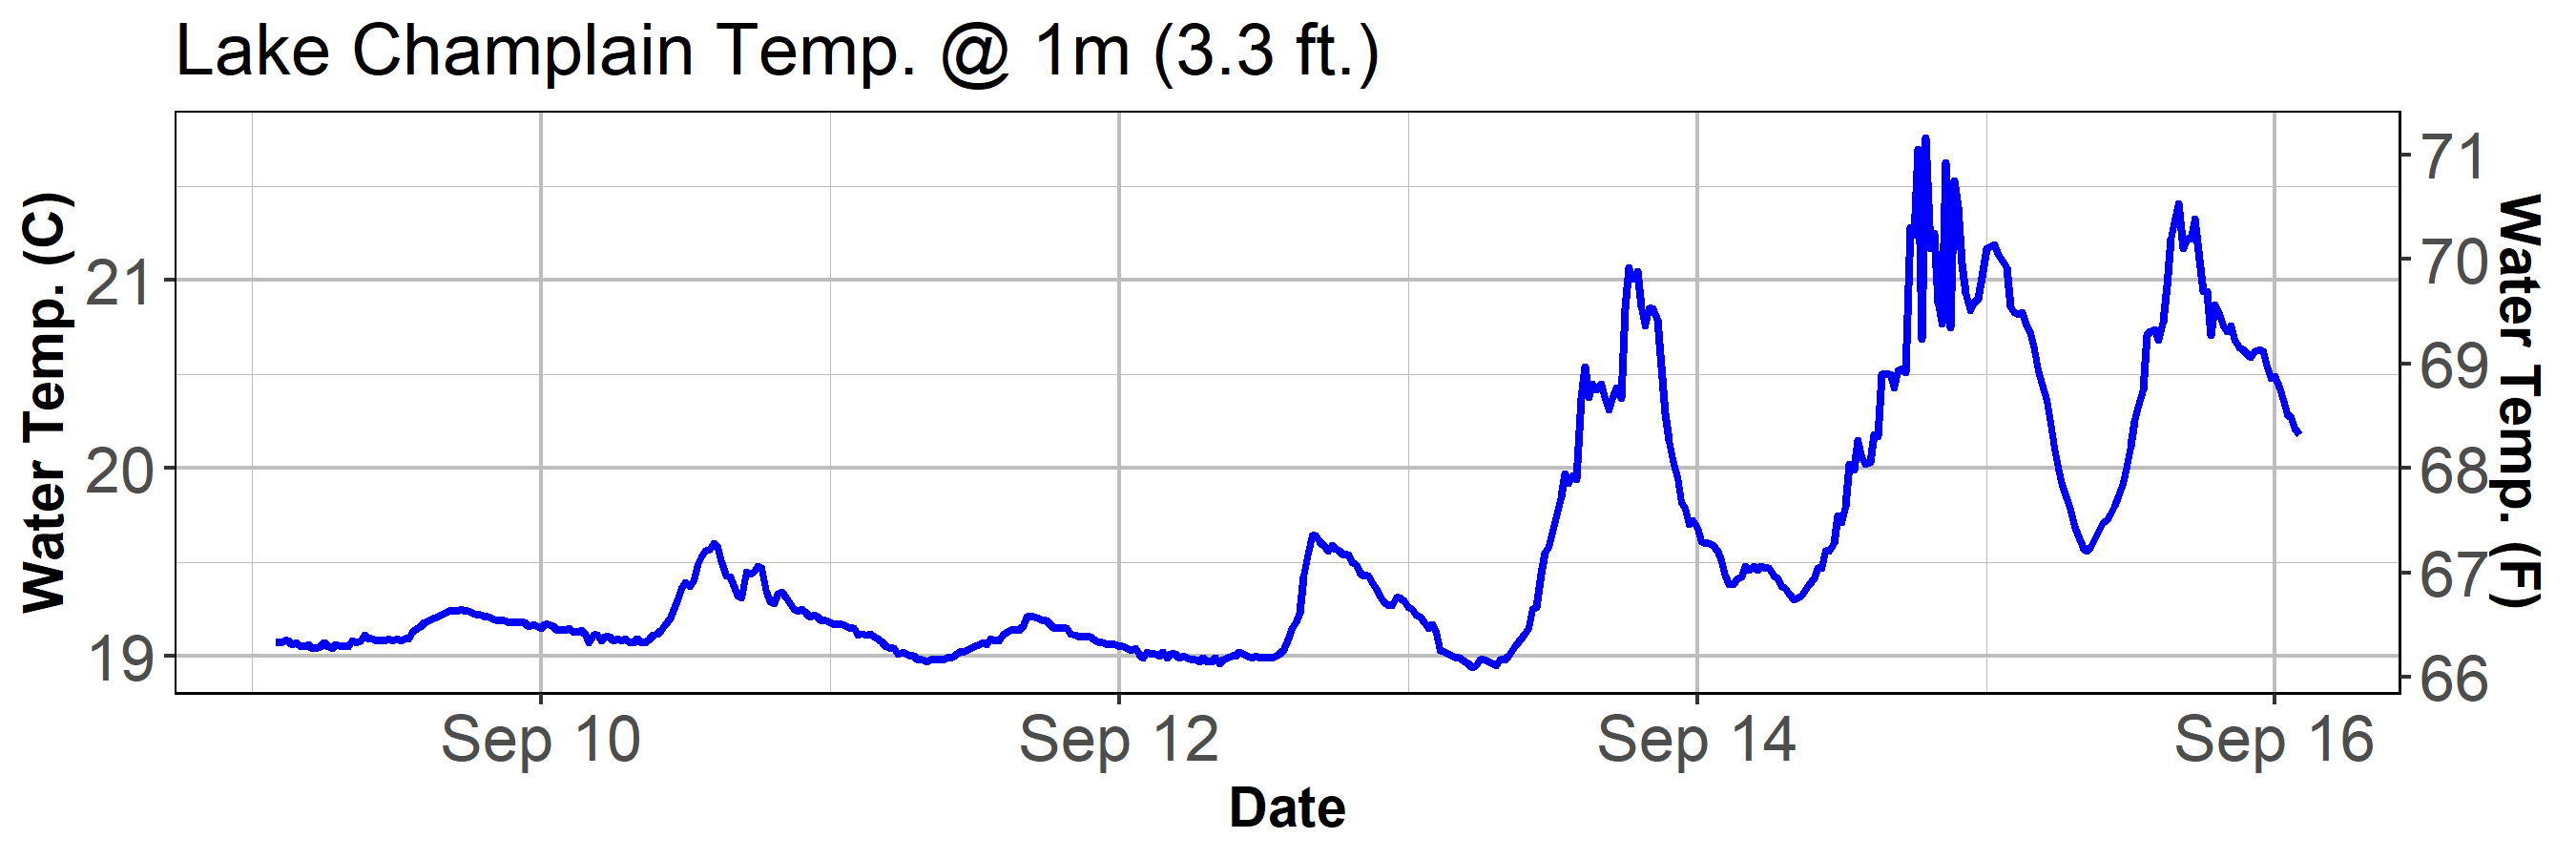 Lake Champlain Temp. @ 1m (3.3 ft.)
Water Temp. (C)
21
20
19
71
70
69
68
67
66
Water Temp. (F)
Sep 10 Sep 12 Sep 14 Sep 16
Date